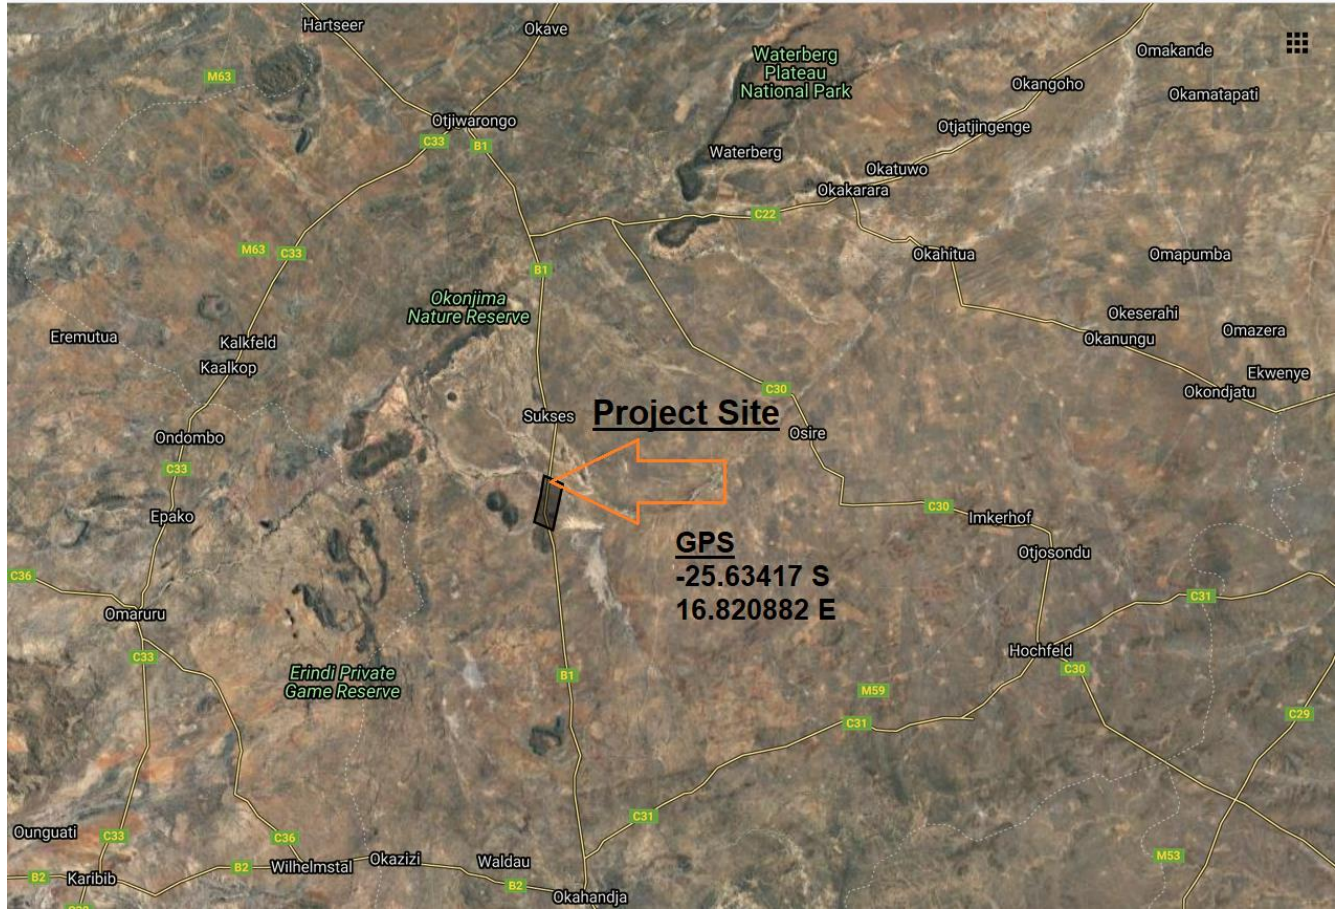 Hartseer
Okave
Waterberg
Plateau
National Park
Omakande
M63
Okangoho
Okamatapati
Otjiwarongo
Otjatjingenge
C33
B1
Waterberg
Okatuwo
Okakarara
C22
M63
C33
Okahitua
Omapumba
B1
Okonjima
Nature Reserve
Okeserahi
Eremutua
Kalkfeld
Okanungu
Omazera
Kaalkop
Ekwenye
C30
Okondjatu
Sukses
Project Site
Osire
Ondombo
C33
Epako
C30
Imkerhof
GPS
Otjosondu
-25.63417 S
C36
16.820882 E
C31
Omaruru
C33
Hochfeld
C30
Erindi Private
Game Reserve
B1
M59
C31
C29
C31
Ounguati
C33
C36
M53
Okazizi
Waldau
B2
Wilhelmstal
B2
Karibib
B2
Okahandja